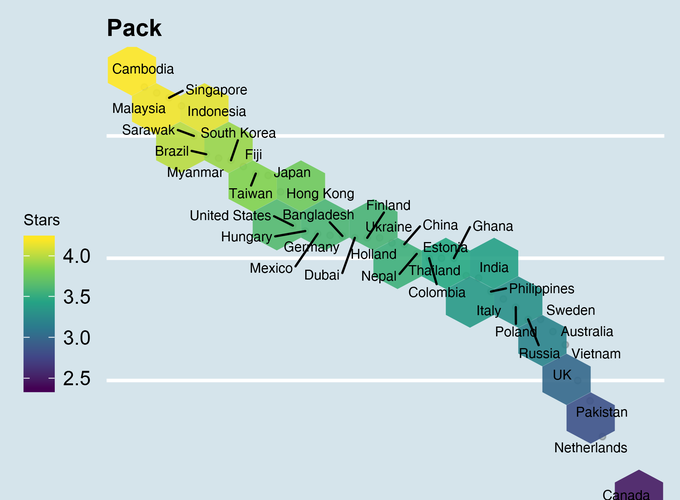 Pack
Cambodia
Singapore
Malaysia
Indonesia
Sarawak
South Korea
Brazil
Fiji
Myanmar
Japan
Taiwan
Hong Kong
Finland
United States
Bangladesh
Ukraine
China
Ghana
Hungary
Germany
Holland
Estonia
Mexico
Dubai
Nepal
Thailand
India
Colombia
Philippines
Italy
Sweden
Poland
Australia
Russia
Vietnam
UK
Pakistan
Netherlands
Canada
Stars
4.0
3.5
3.0
2.5